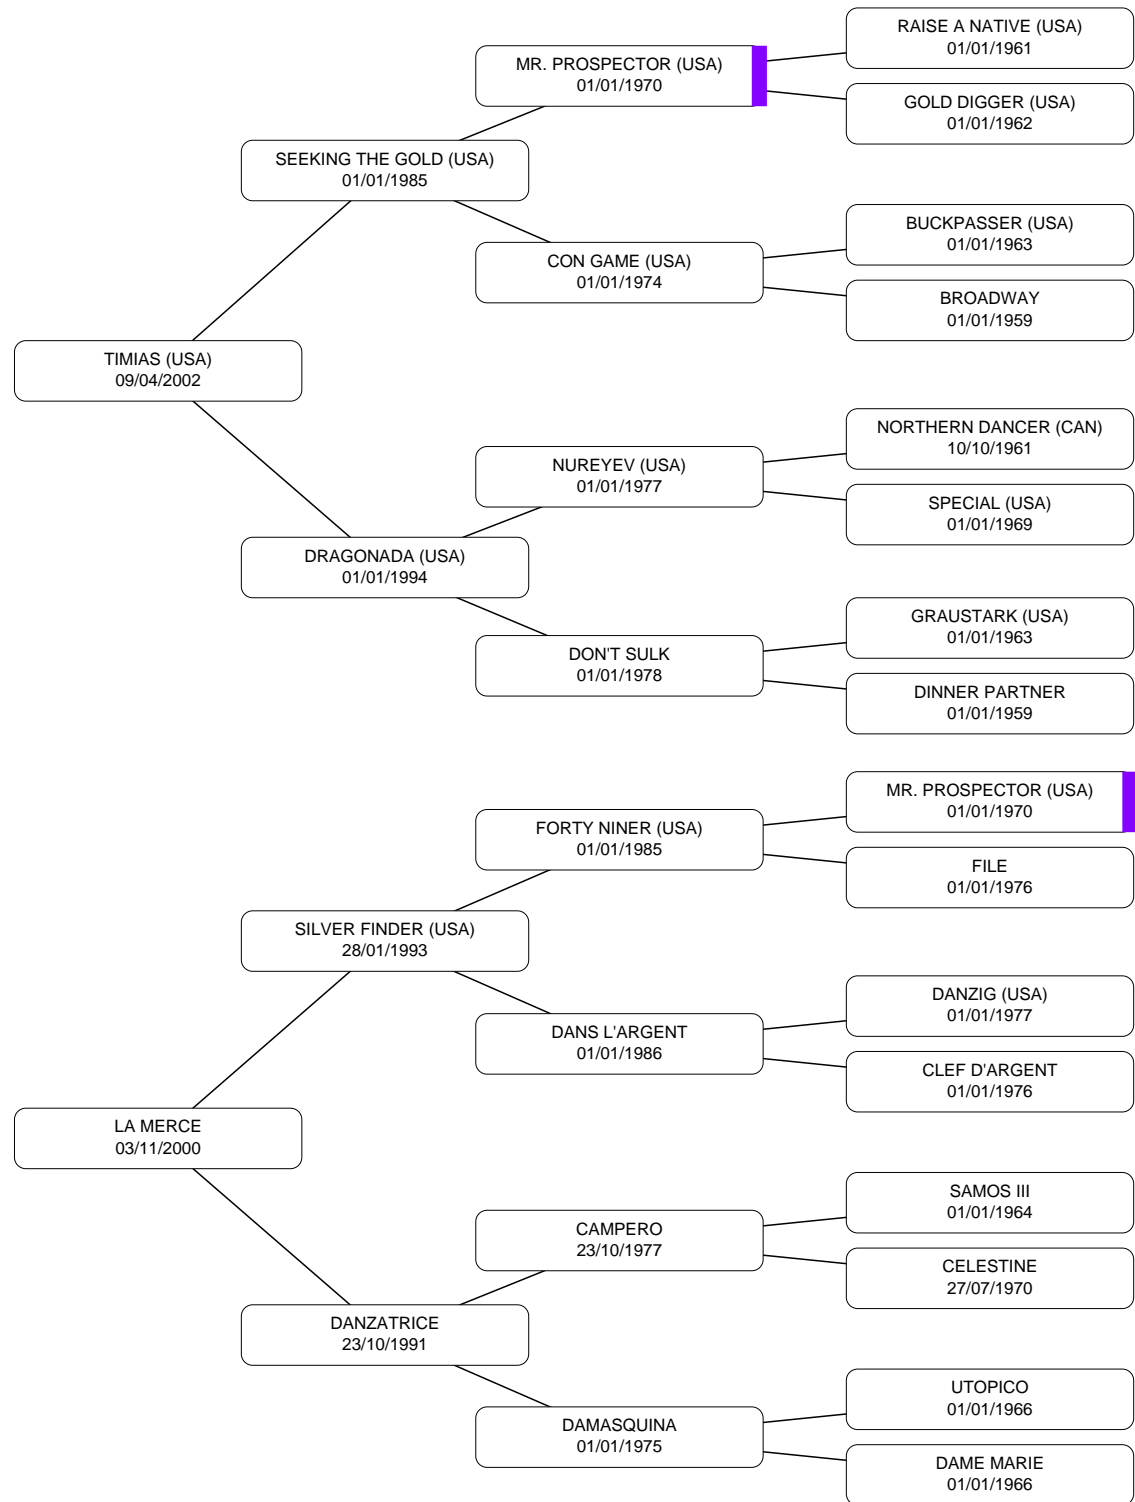 RAISE A NATIVE (USA)
01/01/1961
MR. PROSPECTOR (USA)
01/01/1970
GOLD DIGGER (USA)
01/01/1962
SEEKING THE GOLD (USA)
01/01/1985
BUCKPASSER (USA)
01/01/1963
CON GAME (USA)
01/01/1974
BROADWAY
01/01/1959
TIMIAS (USA)
09/04/2002
NORTHERN DANCER (CAN)
10/10/1961
NUREYEV (USA)
01/01/1977
SPECIAL (USA)
01/01/1969
DRAGONADA (USA)
01/01/1994
GRAUSTARK (USA)
01/01/1963
DON'T SULK
01/01/1978
DINNER PARTNER
01/01/1959
MR. PROSPECTOR (USA)
01/01/1970
FORTY NINER (USA)
01/01/1985
FILE
01/01/1976
SILVER FINDER (USA)
28/01/1993
DANZIG (USA)
01/01/1977
DANS L'ARGENT
01/01/1986
CLEF D'ARGENT
01/01/1976
LA MERCE
03/11/2000
SAMOS III
01/01/1964
CAMPERO
23/10/1977
CELESTINE
27/07/1970
DANZATRICE
23/10/1991
UTOPICO
01/01/1966
DAMASQUINA
01/01/1975
DAME MARIE
01/01/1966